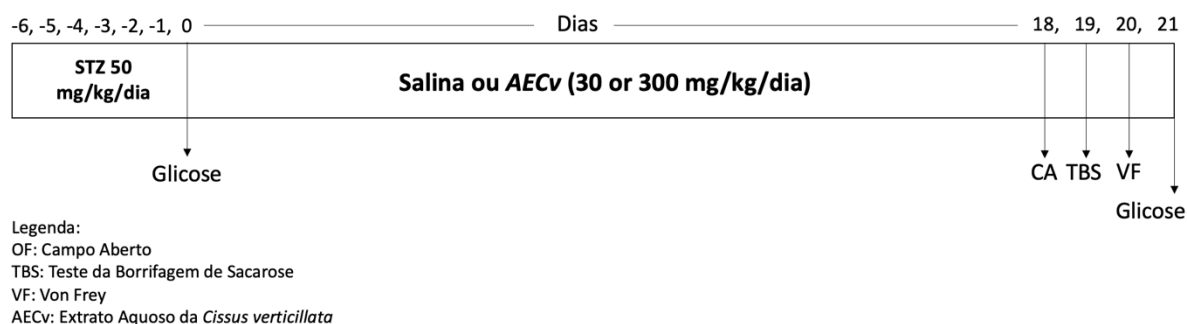 -6, -5, -4, -3, -2, -1, 0 Dias 18, 19, 20, 21
STZ 50
mg/kg/dia
Salina ou AECv (30 or 300 mg/kg/dia)
Glicose
CA TBS VF
Glicose
Legenda:
OF: Campo Aberto
TBS: Teste da Borrifagem de Sacarose
VF: Von Frey
AECv: Extrato Aquoso da Cissus verticillata